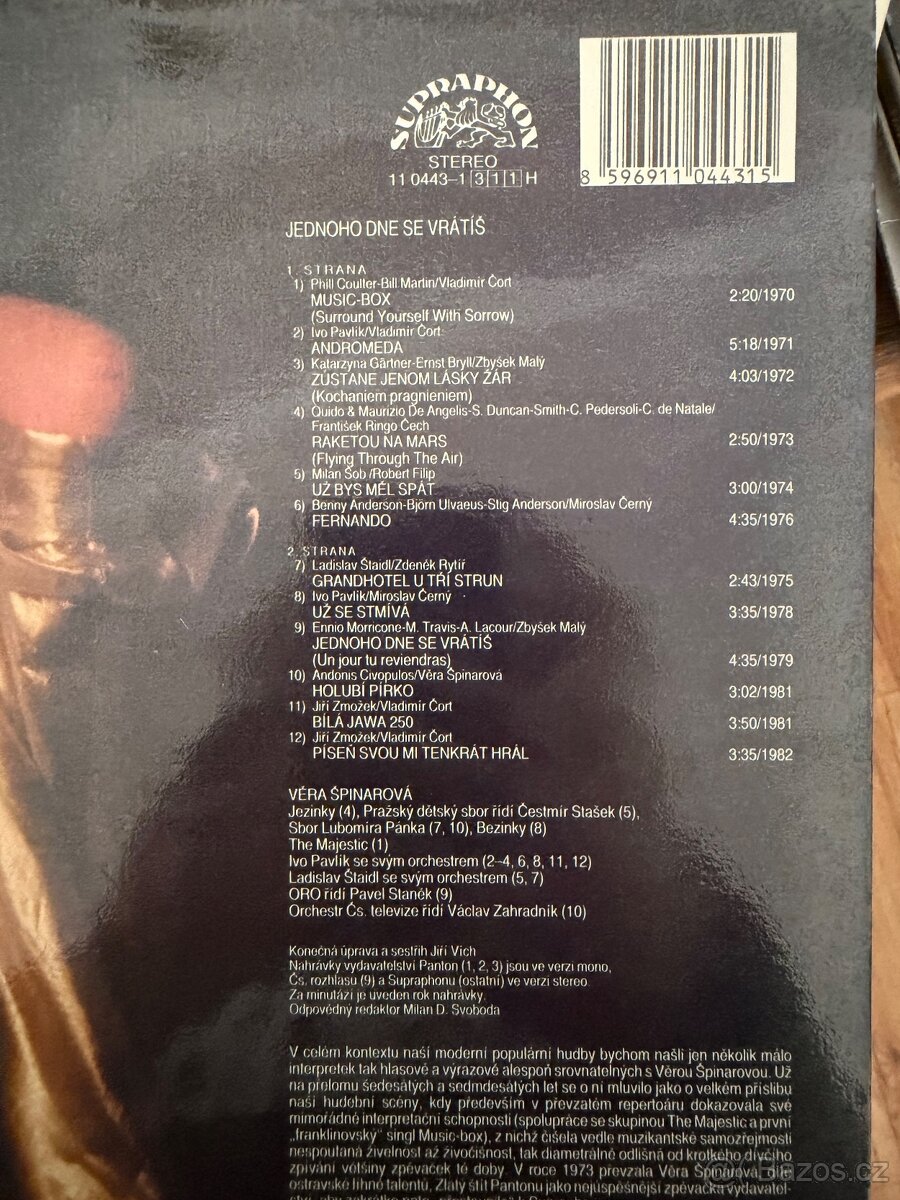 SUPRAPHON
STEREO
11 0443-1 311 H
8 596911 044315
JEDNOHO DNE SE VRÁTÍŠ
1. STRANA
1) Phill Coulter-Bill Martin/Vladimír Čort
MUSIC-BOX 2:20/1970
(Surround Yourself With Sorrow)
2) Ivo Pavlík/Vladimír Čort
ANDROMEDA 5:18/1971
3) Katarzyna Gärtner-Ernst Bryll/Zbyšek Malý
ZŮSTANE JENOM LÁSKY ŽÁR 4:03/1972
(Kochaniem pragnieniem)
4) Quido & Maurizio De Angelis-S. Duncan-Smith-C. Pedersoli-C. de Natale/
František Ringo Čech
RAKETOU NA MARS 2:50/1973
(Flying Through The Air)
5) Milan Šob/Robert Filip
UŽ BYS MĚL SPÁT 3:00/1974
6) Benny Anderson-Björn Ulvaeus-Stig Anderson/Miroslav Černý
FERNANDO 4:35/1976
2. STRANA
7) Ladislav Štaidl/Zdeněk Rytíř
GRANDHOTEL U TŘÍ STRUN 2:43/1975
8) Ivo Pavlík/Miroslav Černý
UŽ SE STMÍVÁ 3:35/1978
9) Ennio Morricone-M. Travis-A. Lacour/Zbyšek Malý
JEDNOHO DNE SE VRÁTÍŠ
(Un jour tu reviendras) 4:35/1979
10) Andonis Civopulos/Věra Špinarová
HOLUBÍ PÍRKO 3:02/1981
11) Jiří Zmožek/Vladimír Čort
BÍLÁ JAWA 250 3:50/1981
12) Jiří Zmožek/Vladimír Čort
PÍSEŇ SVOU MI TENKRÁT HRÁL 3:35/1982
VĚRA ŠPINAROVÁ
Jezinky (4), Pražský dětský sbor řídí Čestmír Stašek (5),
Sbor Lubomíra Pánka (7, 10), Bezinky (8)
The Majestic (1)
Ivo Pavlík se svým orchestrem (2–4, 6, 8, 11, 12)
Ladislav Štaidl se svým orchestrem (5, 7)
ORO řídí Pavel Staněk (9)
Orchestr Čs. televize řídí Václav Zahradník (10)
Konečná úprava a sestřih Jiří Vích
Nahrávky vydavatelství Panton (1, 2, 3) jsou ve verzi mono,
Čs. rozhlasu (9) a Supraphonu (ostatní) ve verzi stereo.
Za minutáží je uveden rok nahrávky.
Odpovědný redaktor Milan D. Svoboda
V celém kontextu naší moderní populární hudby bychom našli jen několik málo
interpretek tak hlasově a výrazově alespoň srovnatelných s Věrou Špinarovou. Už
na přelomu šedesátých a sedmdesátých let se o ní mluvilo jako o velkém příslibu
naší hudební scény, kdy především v převzatém repertoáru dokazovala své
mimořádné interpretační schopnosti (spolupráce se skupinou The Majestic a první
„franklinovský" singl Music-box), z nichž čišela vedle muzikantské samozřejmosti
nespoutaná živelnost až živočišnost, tak diametrálně odlišná od krotkého dívčího
zpívání většiny zpěvaček té doby. V roce 1973 převzala Věra Špinarová, dle
ostravské líhně talentů, Zlatý štít Pantonu jako nejúspěšnější zpěvačka vydavatel-
Bazos.cz